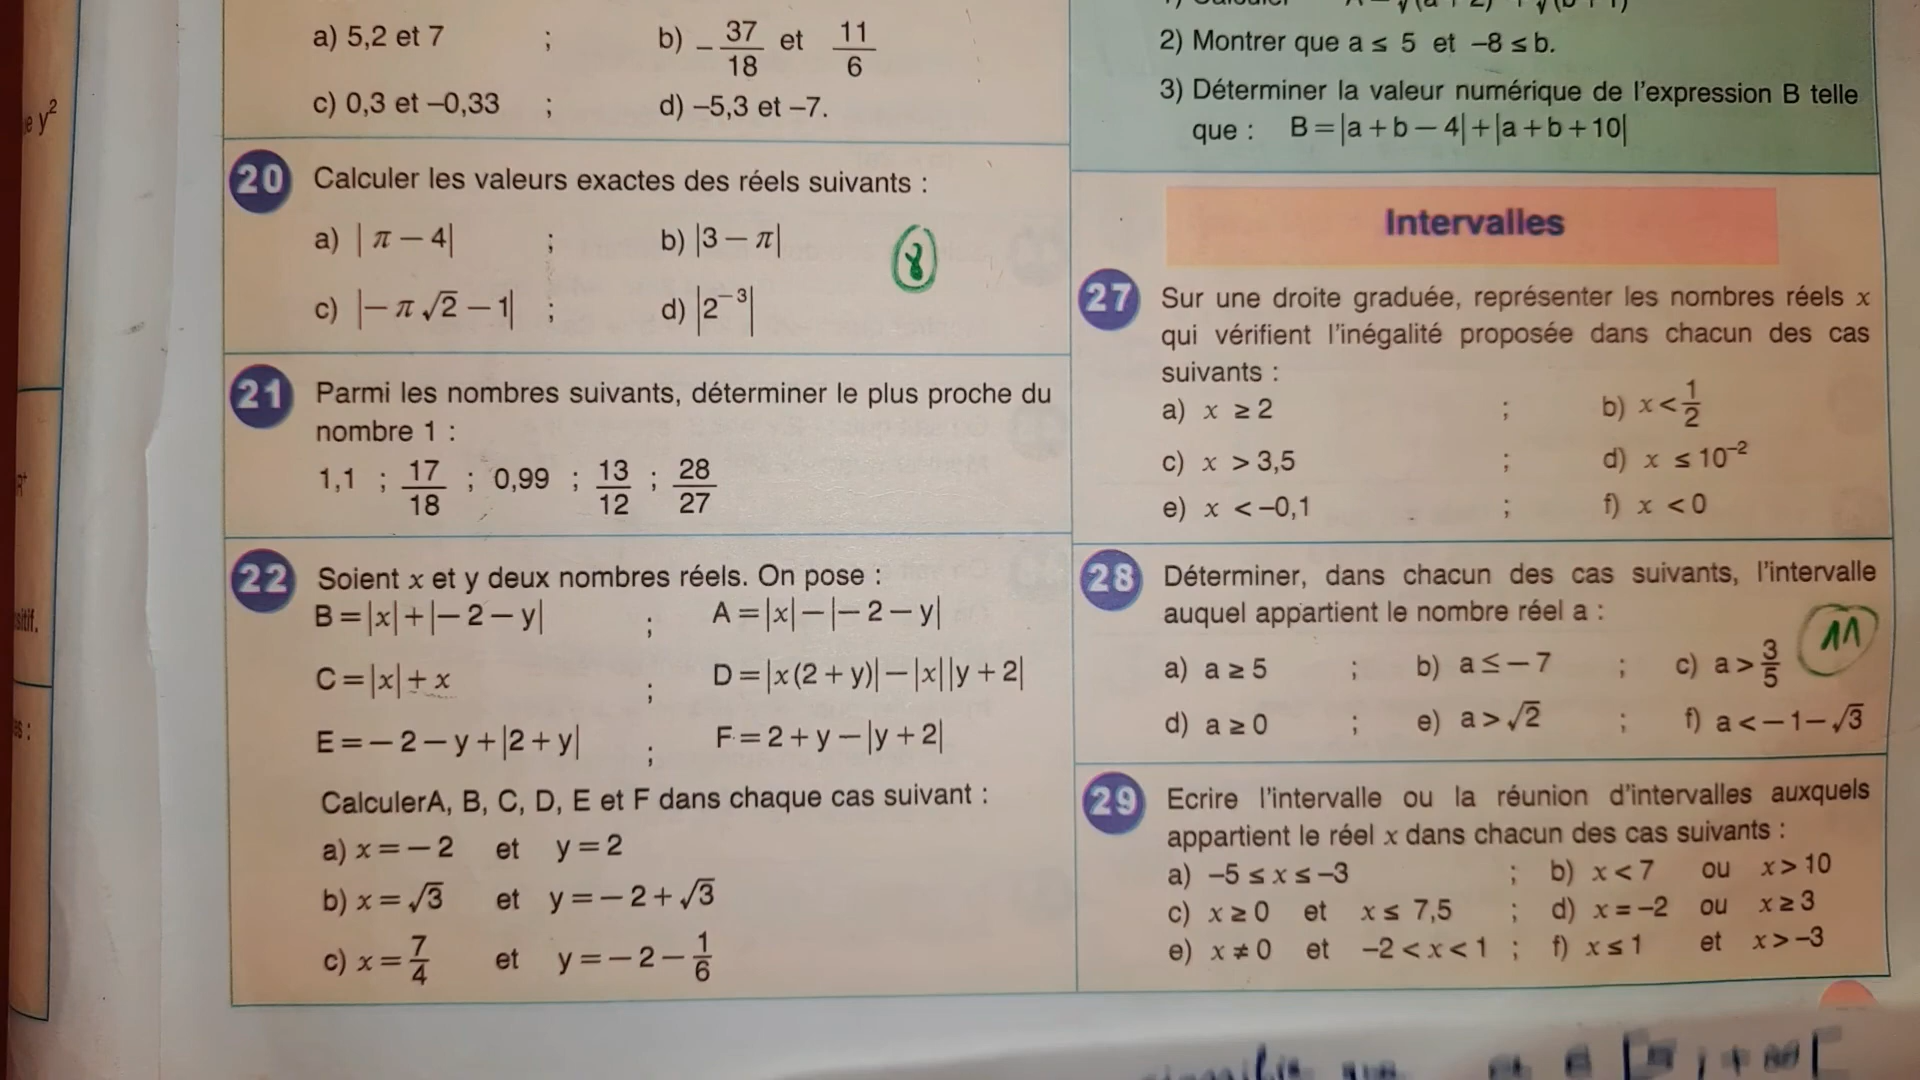 e y²
sitif.
es :
a) 5,2 et 7 ; b) –37/18 et 11/6
c) 0,3 et –0,33 ; d) –5,3 et –7.
20 Calculer les valeurs exactes des réels suivants :
a) |π – 4| ; b) |3 – π|
c) |– π √2 – 1| ; d) |2⁻³|
8
21 Parmi les nombres suivants, déterminer le plus proche du
nombre 1 :
1,1 ; 17/18 ; 0,99 ; 13/12 ; 28/27
22 Soient x et y deux nombres réels. On pose :
B = |x| + |– 2 – y| ; A = |x| – |– 2 – y|
C = |x| + x ; D = |x (2 + y)| – |x||y + 2|
E = – 2 – y + |2 + y| ; F = 2 + y – |y + 2|
CalculerA, B, C, D, E et F dans chaque cas suivant :
a) x = – 2 et y = 2
b) x = √3 et y = – 2 + √3
c) x = 7/4 et y = – 2 – 1/6
2) Montrer que a ≤ 5 et –8 ≤ b.
3) Déterminer la valeur numérique de l'expression B telle
que : B = |a + b – 4| + |a + b + 10|
Intervalles
27 Sur une droite graduée, représenter les nombres réels x
qui vérifient l'inégalité proposée dans chacun des cas
suivants :
a) x ≥ 2 ; b) x < 1/2
c) x > 3,5 ; d) x ≤ 10⁻²
e) x < –0,1 ; f) x < 0
28 Déterminer, dans chacun des cas suivants, l'intervalle
auquel appartient le nombre réel a :
11
a) a ≥ 5 ; b) a ≤ – 7 ; c) a > 3/5
d) a ≥ 0 ; e) a > √2 ; f) a < – 1 – √3
29 Ecrire l'intervalle ou la réunion d'intervalles auxquels
appartient le réel x dans chacun des cas suivants :
a) –5 ≤ x ≤ –3 ; b) x < 7 ou x > 10
c) x ≥ 0 et x ≤ 7,5 ; d) x = –2 ou x ≥ 3
e) x ≠ 0 et –2 < x < 1 ; f) x ≤ 1 et x > –3